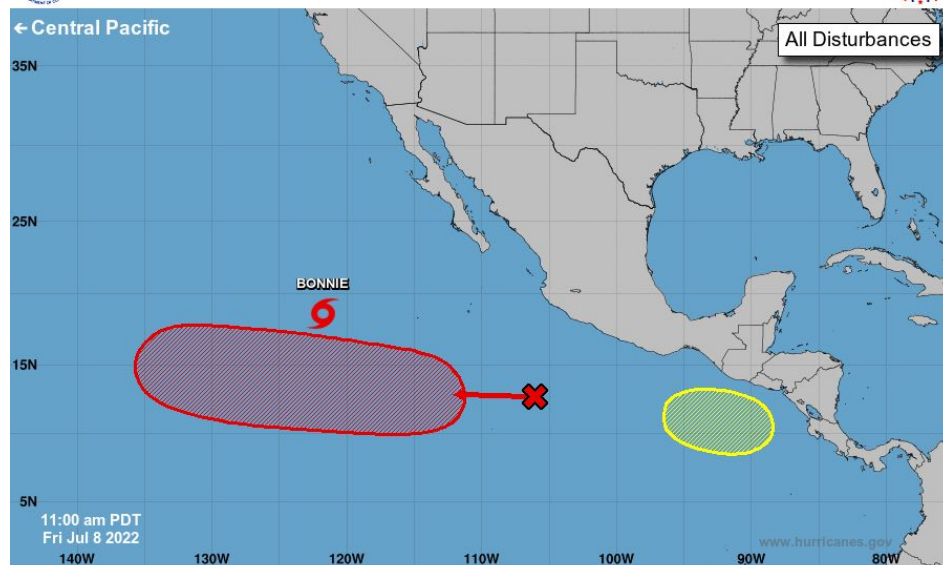 ←Central Pacific
All Disturbances
35N
25N
BONNIE
15N
5N
11:00 am PDT
Fri Jul 8 2022
www.hurricanes.gov
140W 130W 120W 110W 100W 90W 80W